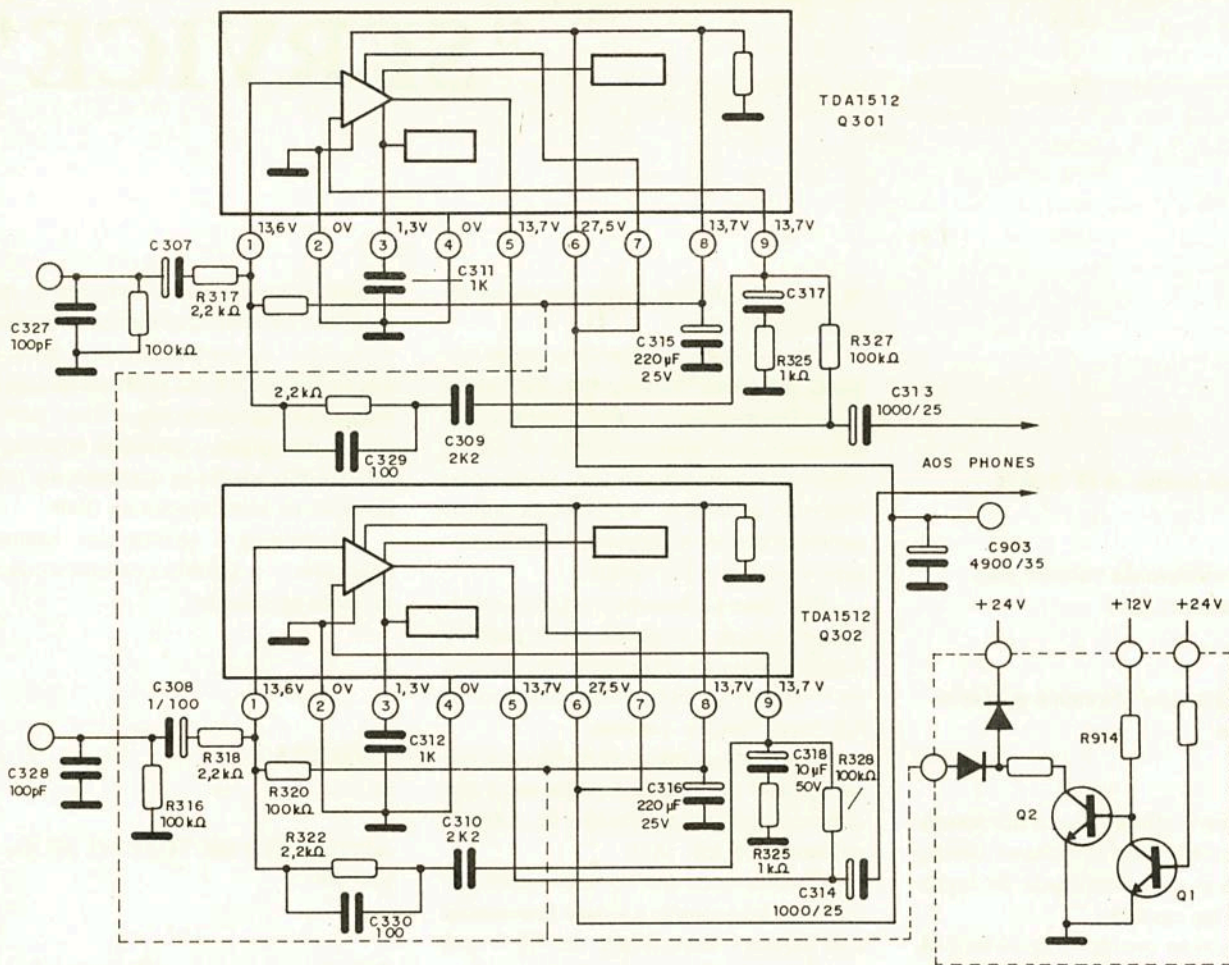 RVICE
TDA1512
Q301
13,6V
0V
1,3V
0V
13,7V
27,5V
13,7V
13,7V
1
2
3
4
5
6
7
8
9
C307
R317
2,2kΩ
C311
1K
C317
C327
100pF
100kΩ
C315
220µF
25V
R325
1kΩ
R327
100kΩ
C313
1000/25
2,2kΩ
C309
2K2
C329
100
AOS PHONES
C903
4900/35
TDA1512
Q302
+24V
+12V
+24V
13,6V
0V
1,3V
0V
13,7V
27,5V
13,7V
13,7V
1
2
3
4
5
6
7
8
9
C308
1/100
R318
2,2kΩ
C312
1K
C318
10µF
50V
R328
100kΩ
R914
C328
100pF
R316
100kΩ
R320
100kΩ
C310
2K2
C316
220µF
25V
Q2
R322
2,2kΩ
R325
1kΩ
C314
1000/25
Q1
C330
100